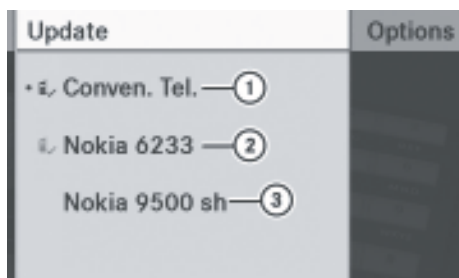 Update
Options
Conven. Tel. 1
Nokia 6233 2
Nokia 9500 sh 3